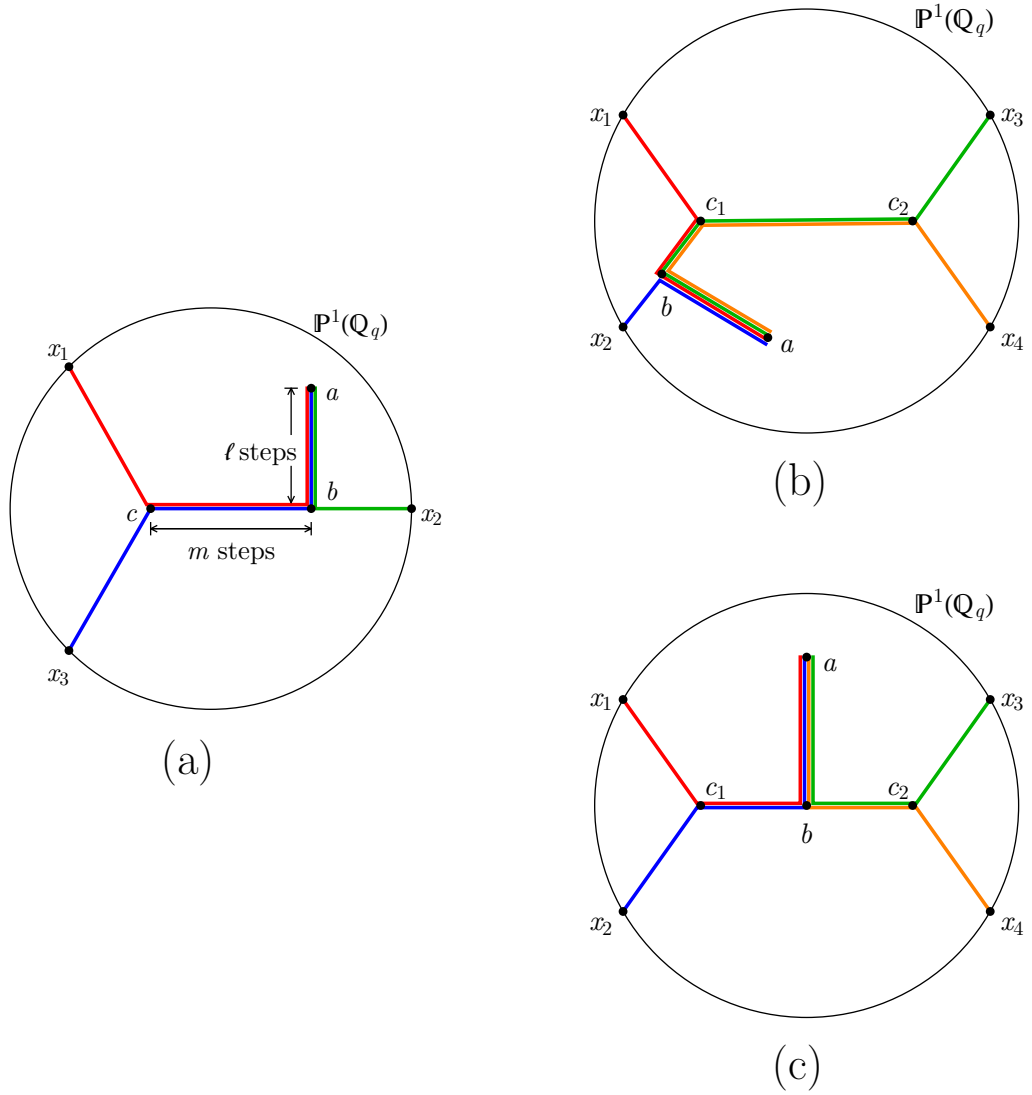 ℙ¹(ℚ_q)
x₁
a
ℓ steps
c
b
x₂
m steps
x₃
(a)
ℙ¹(ℚ_q)
x₁
x₃
c₁
c₂
b
a
x₂
x₄
(b)
ℙ¹(ℚ_q)
a
x₁
x₃
c₁
c₂
b
x₂
x₄
(c)